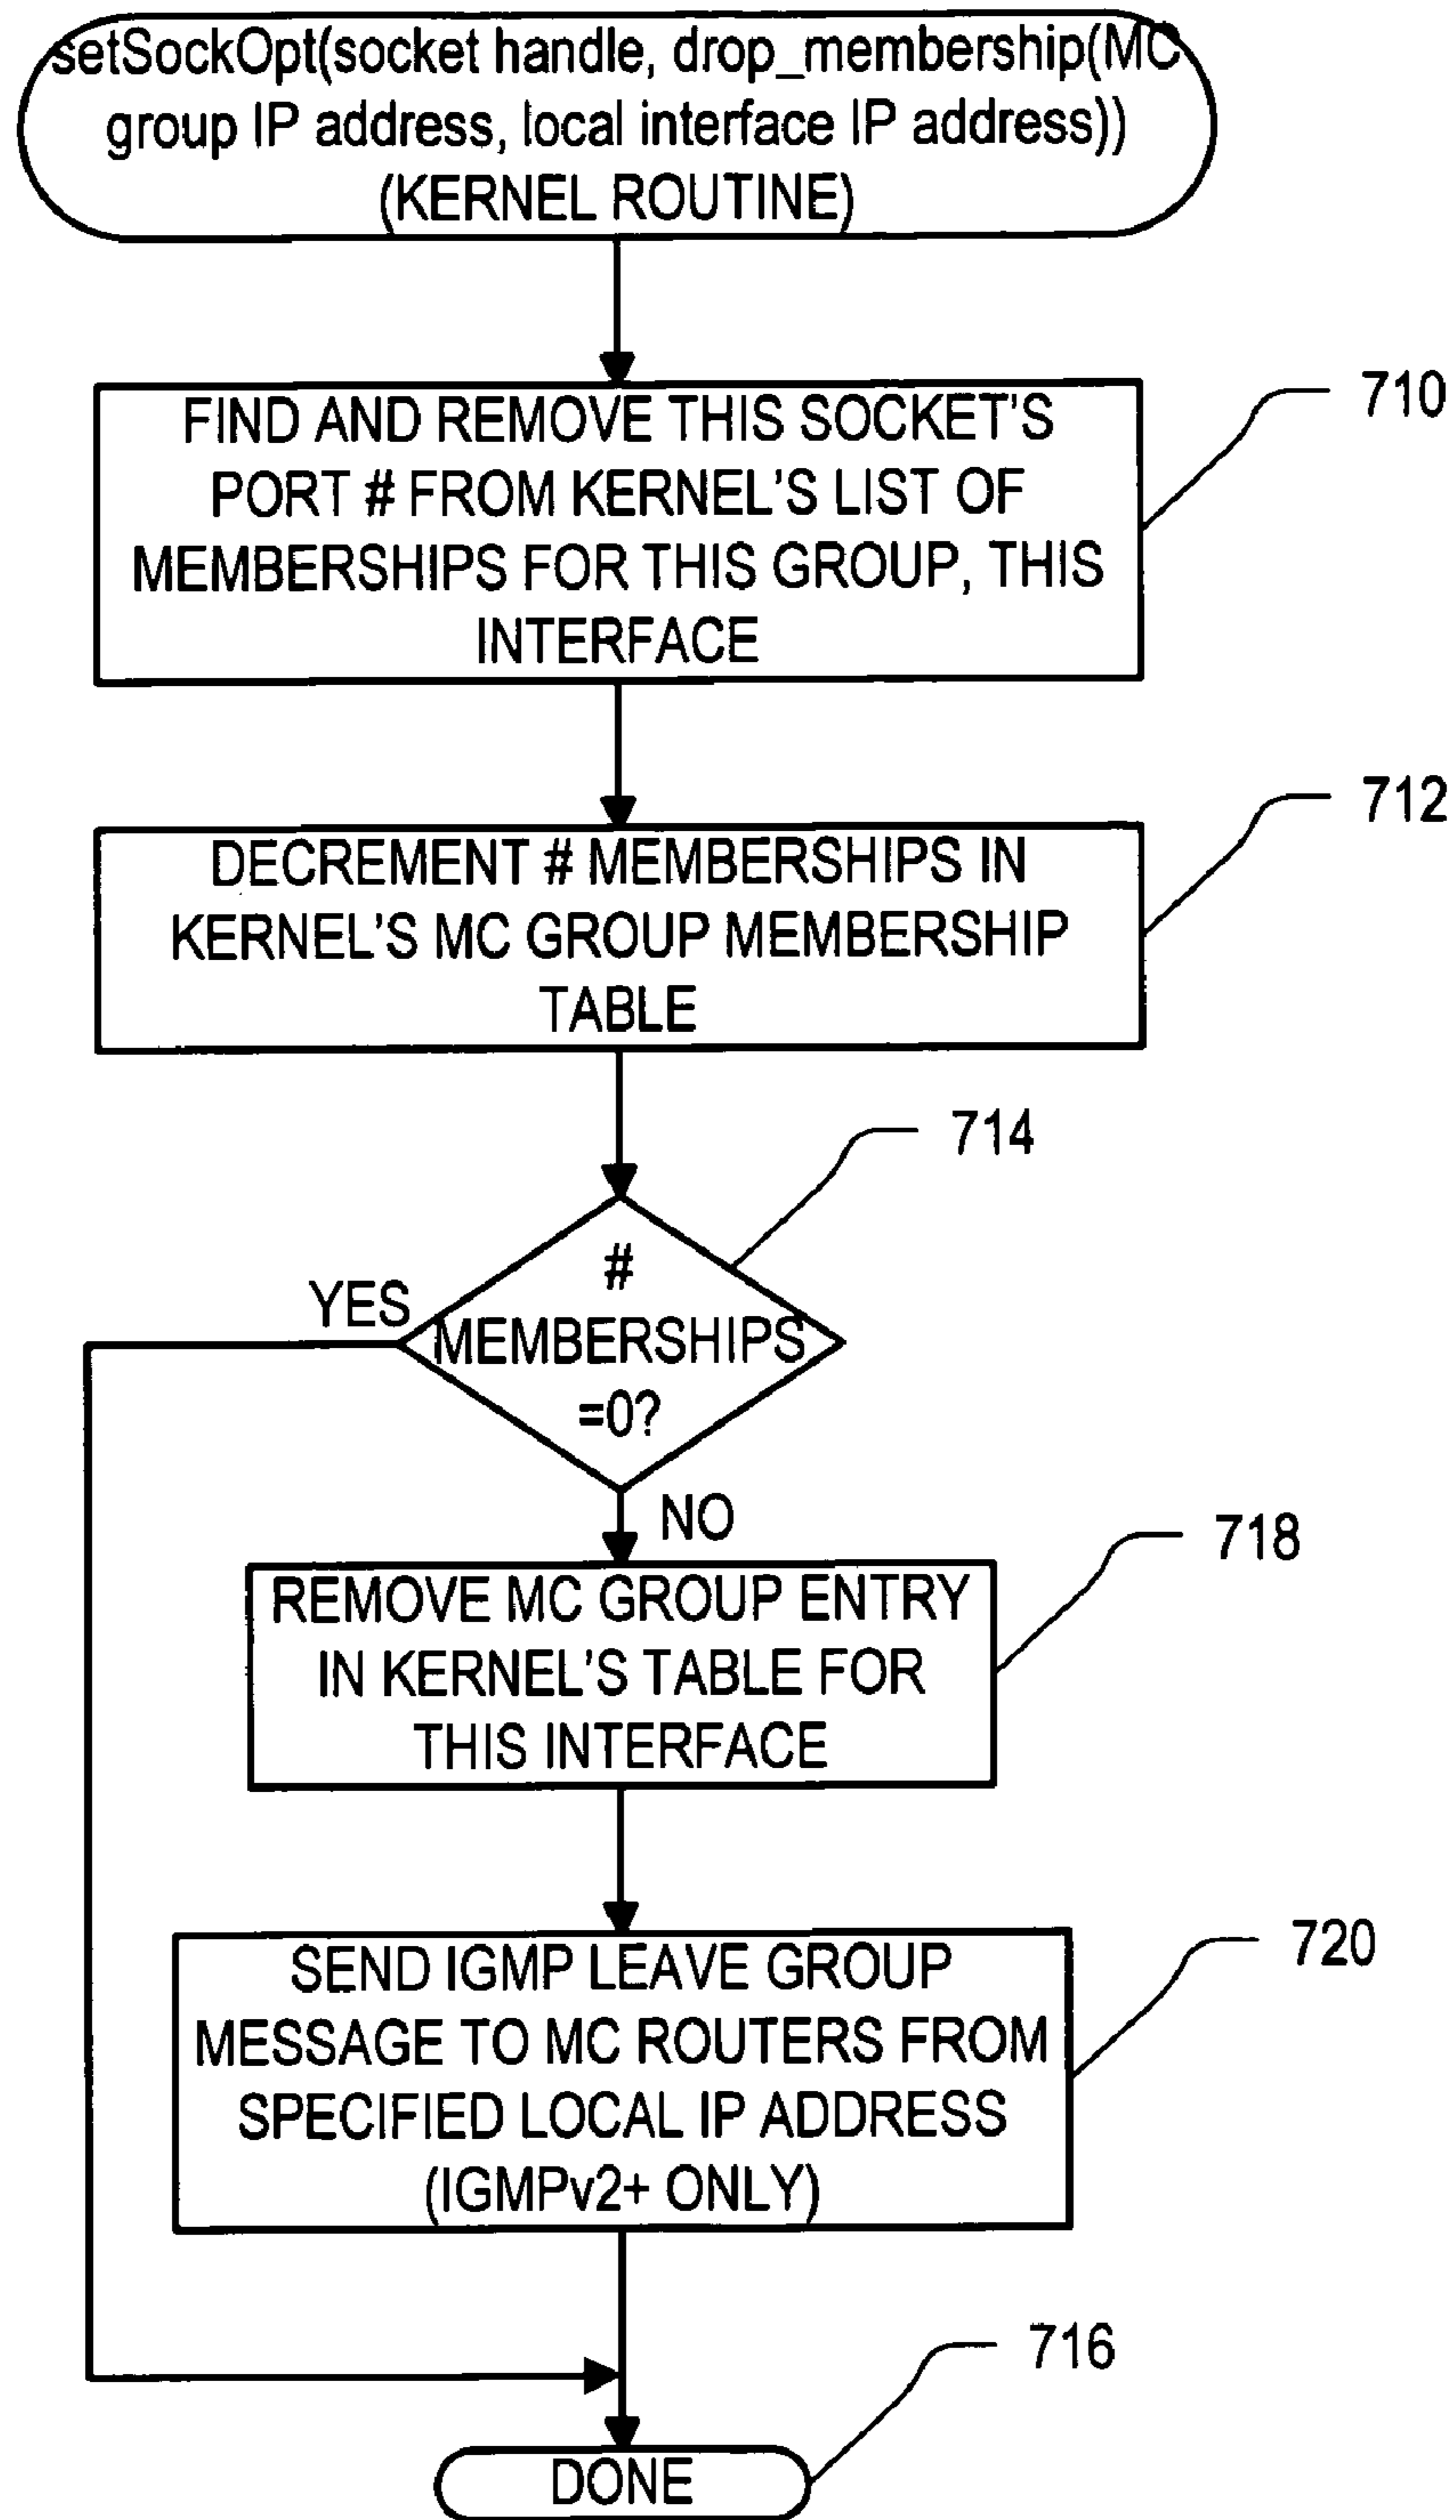 setSockOpt(socket handle, drop_membership(MC
group IP address, local interface IP address))
(KERNEL ROUTINE)
FIND AND REMOVE THIS SOCKET'S
PORT # FROM KERNEL'S LIST OF
MEMBERSHIPS FOR THIS GROUP, THIS
INTERFACE
710
DECREMENT # MEMBERSHIPS IN
KERNEL'S MC GROUP MEMBERSHIP
TABLE
712
714
#
MEMBERSHIPS
=0?
YES
NO
718
REMOVE MC GROUP ENTRY
IN KERNEL'S TABLE FOR
THIS INTERFACE
720
SEND IGMP LEAVE GROUP
MESSAGE TO MC ROUTERS FROM
SPECIFIED LOCAL IP ADDRESS
(IGMPv2+ ONLY)
716
DONE